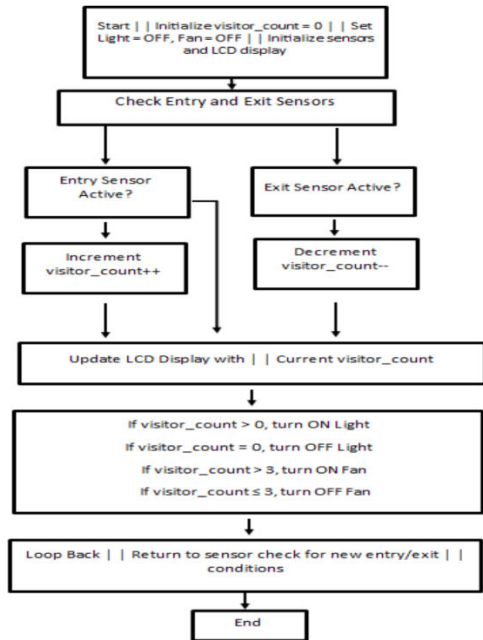 Start | | Initialize visitor_count = 0 | | Set
Light = OFF, Fan = OFF | | Initialize sensors
and LCD display
Check Entry and Exit Sensors
Entry Sensor
Active?
Exit Sensor Active?
Increment
visitor_count++
Decrement
visitor_count--
Update LCD Display with | | Current visitor_count
If visitor_count > 0, turn ON Light
If visitor_count = 0, turn OFF Light
If visitor_count > 3, turn ON Fan
If visitor_count ≤ 3, turn OFF Fan
Loop Back | | Return to sensor check for new entry/exit | |
conditions
End